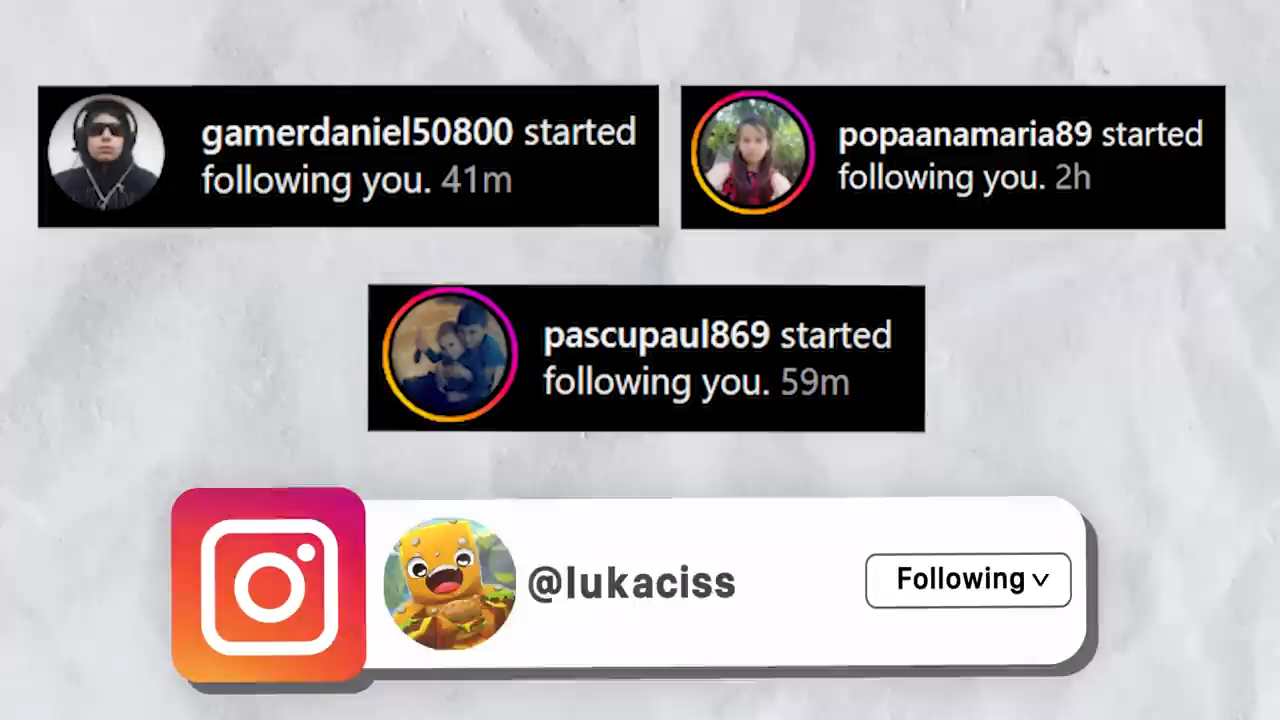 gamerdaniel50800 started
following you. 41m
popaanamaria89 started
following you. 2h
pascupaul869 started
following you. 59m
@lukaciss
Following